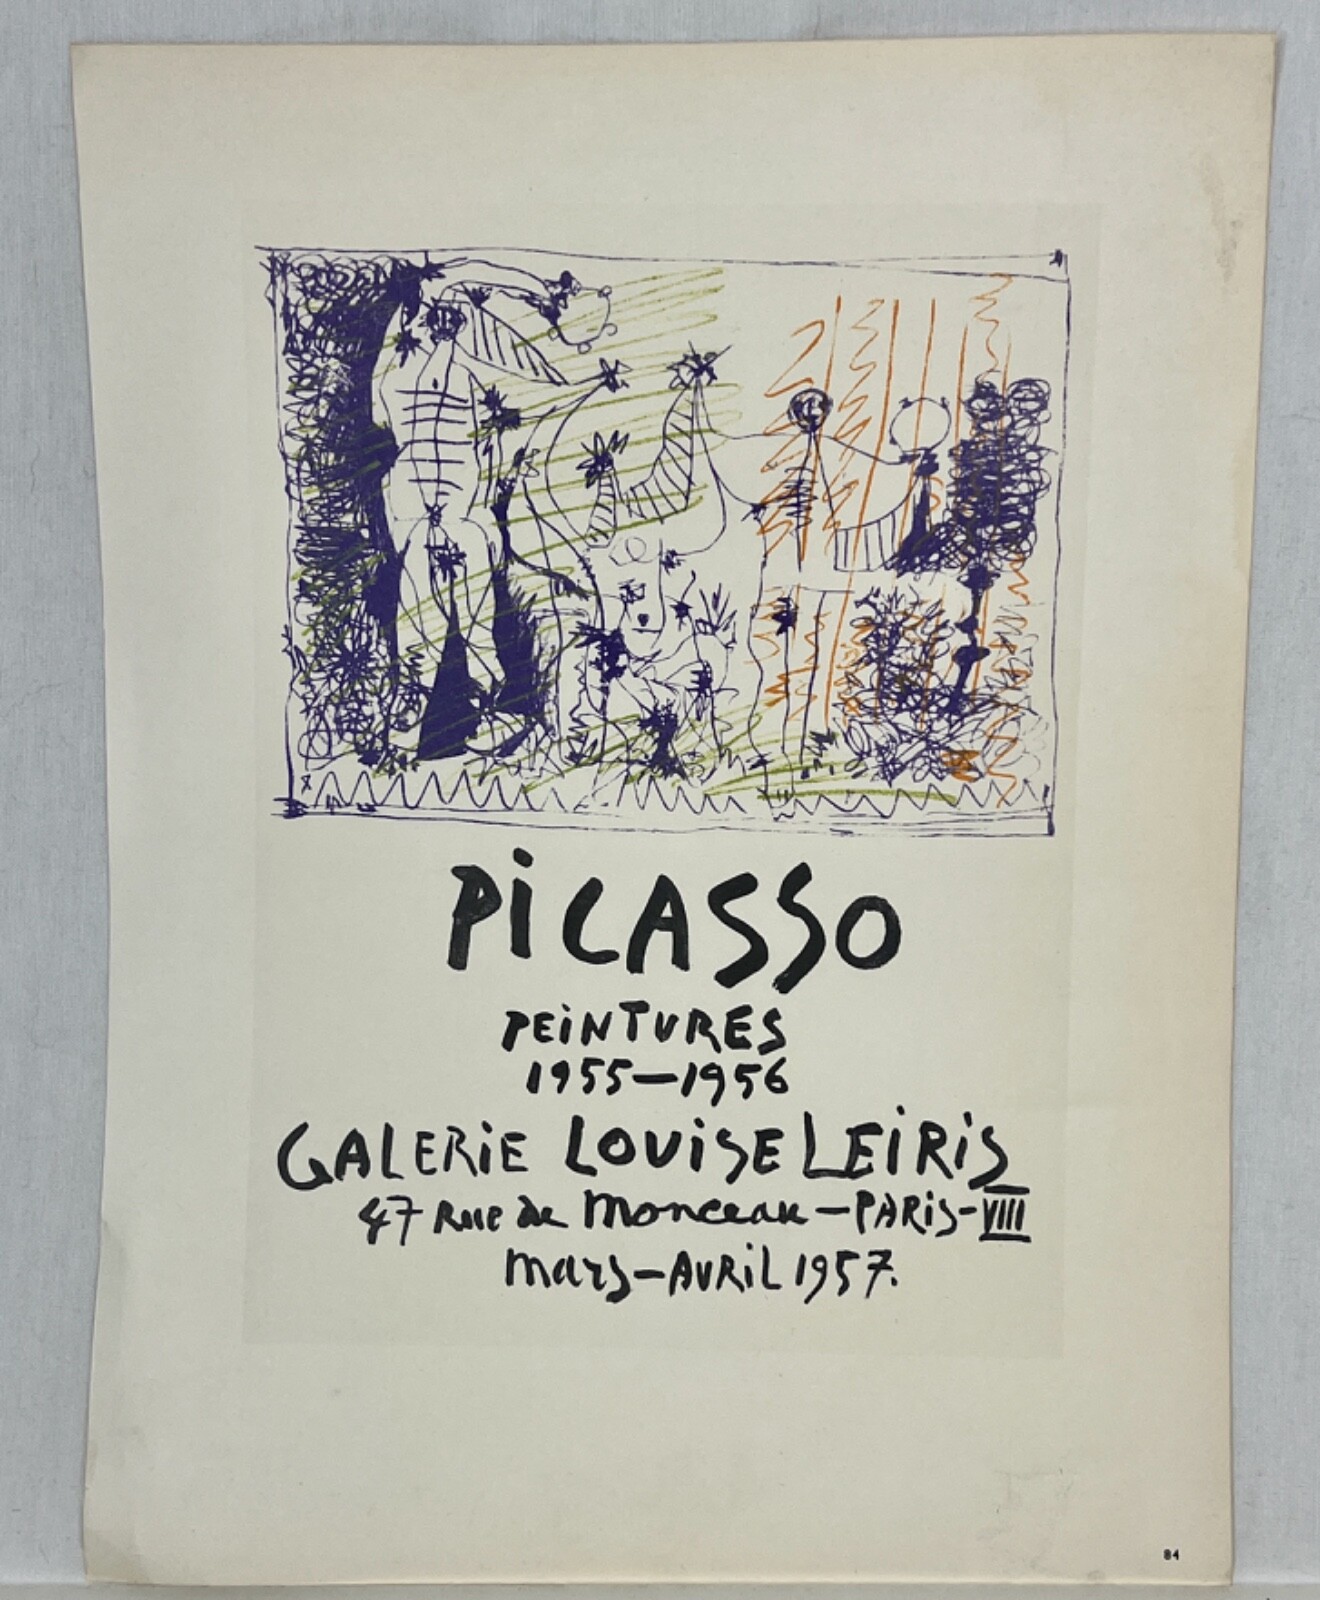 PiCASSO
PEiNTURES
1955—1956
GALERiE LOUiSE LEiRiS
47 Rue de Monceau—PARiS-VIII
Mars—AVRiL 1957.
84